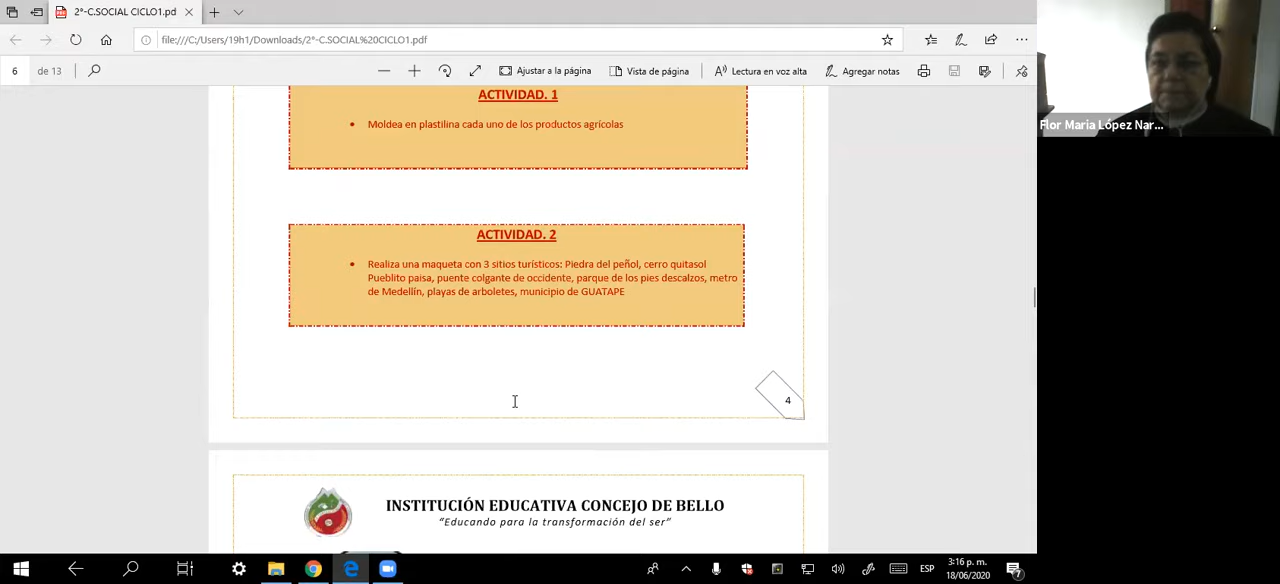 2°-C.SOCIAL CICLO1.pd
file:///C:/Users/19h1/Downloads/2°-C.SOCIAL%20CICLO1.pdf
6 de 13
Ajustar a la página
Vista de página
Lectura en voz alta
Agregar notas
ACTIVIDAD. 1
• Moldea en plastilina cada uno de los productos agrícolas
ACTIVIDAD. 2
• Realiza una maqueta con 3 sitios turísticos: Piedra del peñol, cerro quitasol
Pueblito paisa, puente colgante de occidente, parque de los pies descalzos, metro
de Medellín, playas de arboletes, municipio de GUATAPE
4
INSTITUCIÓN EDUCATIVA CONCEJO DE BELLO
“Educando para la transformación del ser”
Flor Maria López Nar...
ESP
3:16 p. m.
18/06/2020
7